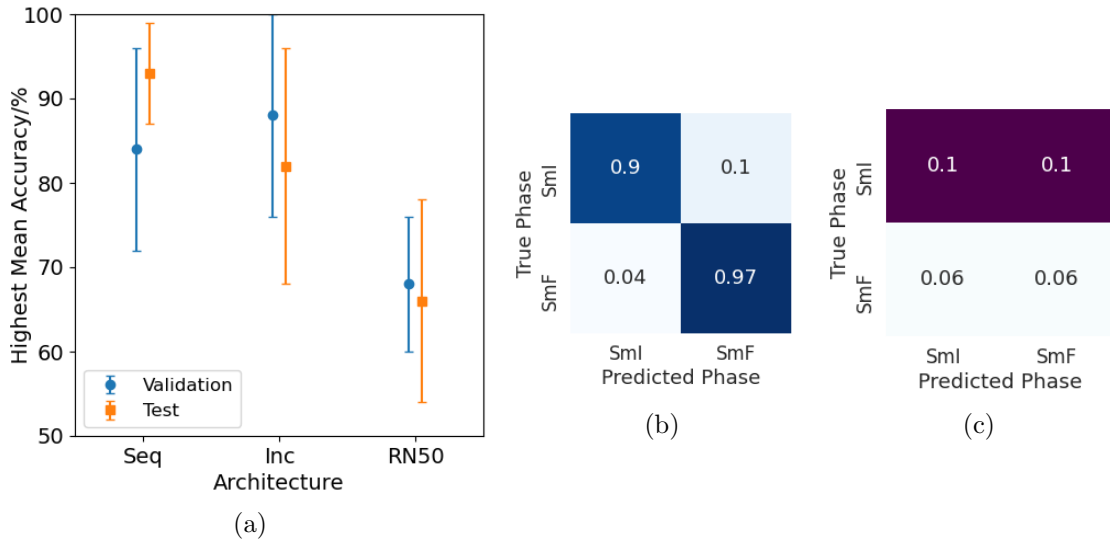 100
90
80
70
60
50
Highest Mean Accuracy/%
Validation
Test
Seq
Inc
RN50
Architecture
(a)
True Phase
SmI
SmF
0.9
0.1
0.04
0.97
SmI
SmF
Predicted Phase
(b)
True Phase
SmI
SmF
0.1
0.1
0.06
0.06
SmI
SmF
Predicted Phase
(c)